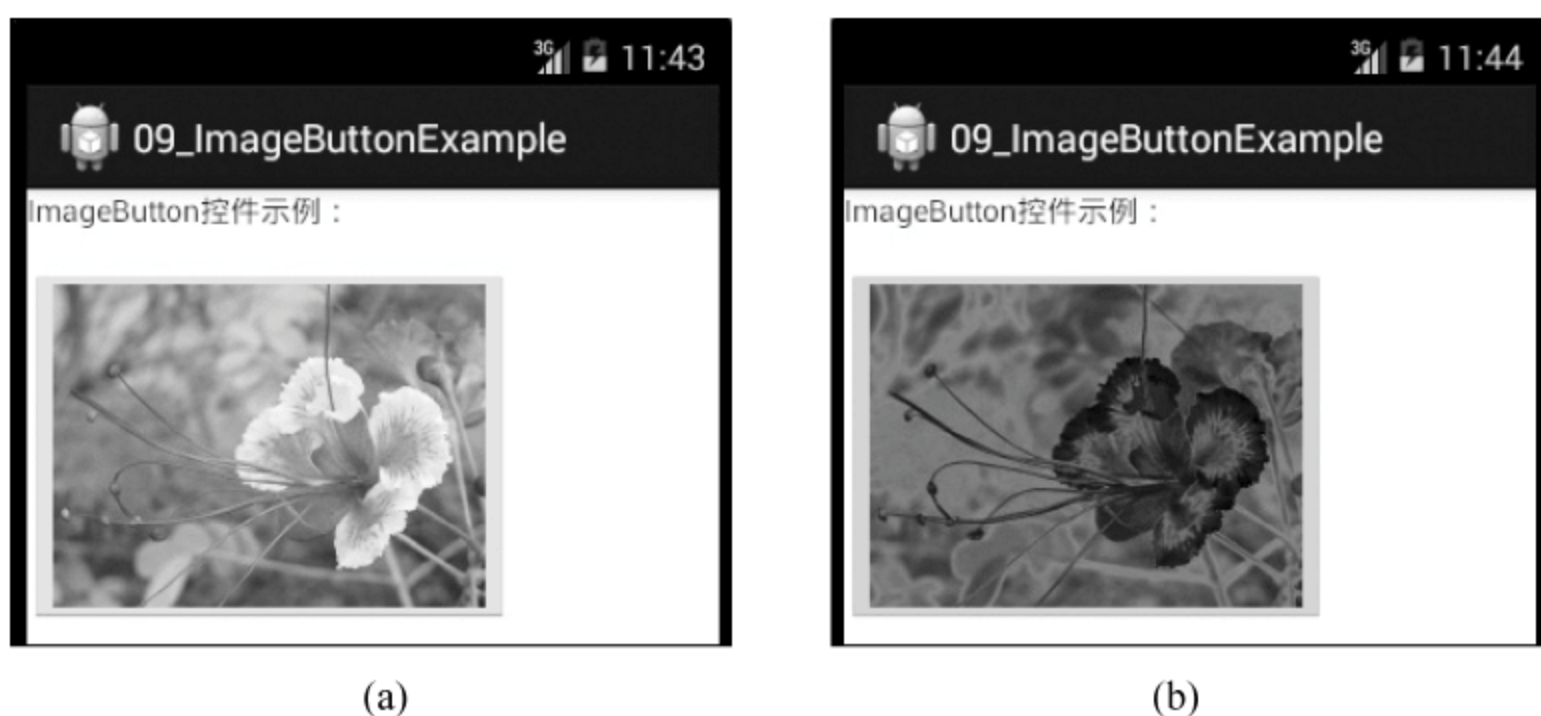 3G 11:43
09_ImageButtonExample
ImageButton控件示例：
(a)
3G 11:44
09_ImageButtonExample
ImageButton控件示例：
(b)